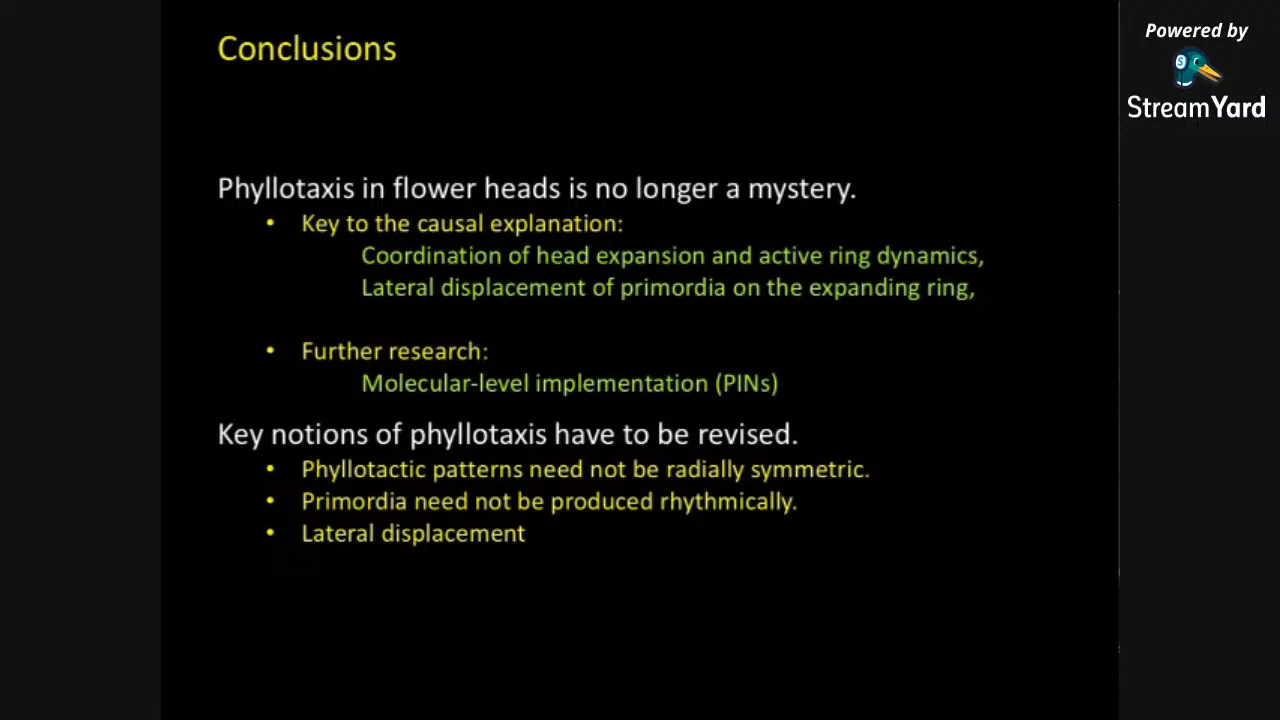 Conclusions
Powered by
StreamYard
Phyllotaxis in flower heads is no longer a mystery.
• Key to the causal explanation:
Coordination of head expansion and active ring dynamics,
Lateral displacement of primordia on the expanding ring,
• Further research:
Molecular-level implementation (PINs)
Key notions of phyllotaxis have to be revised.
• Phyllotactic patterns need not be radially symmetric.
• Primordia need not be produced rhythmically.
• Lateral displacement